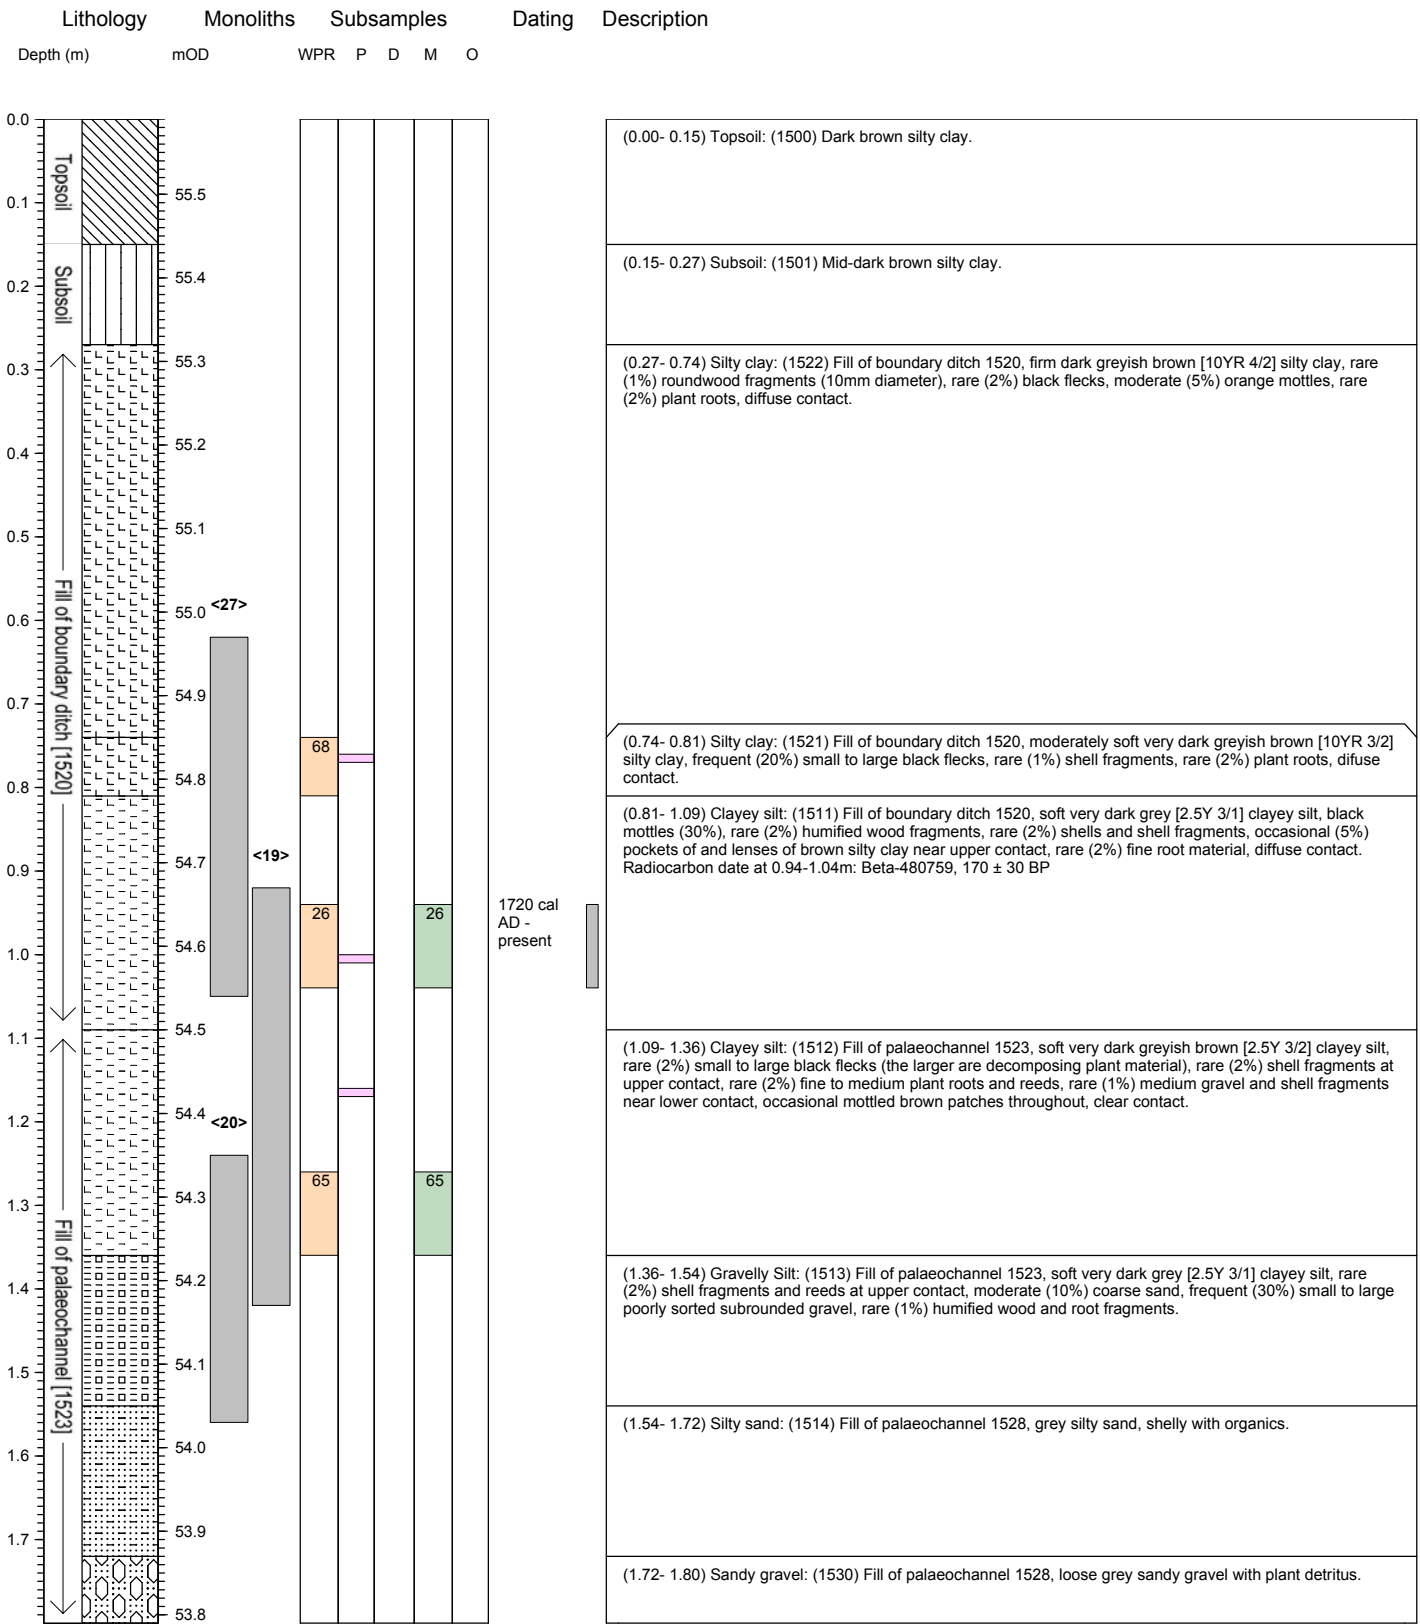 Lithology Monoliths Subsamples Dating Description
Depth (m) mOD WPR P D M O
0.0
0.1
0.2
0.3
0.4
0.5
0.6
0.7
0.8
0.9
1.0
1.1
1.2
1.3
1.4
1.5
1.6
1.7
Topsoil
Subsoil
Fill of boundary ditch [1520]
Fill of palaeochannel [1523]
55.5
55.4
55.3
55.2
55.1
55.0
54.9
54.8
54.7
54.6
54.5
54.4
54.3
54.2
54.1
54.0
53.9
53.8
<27>
<19>
<20>
68
26 26
65 65
1720 cal
AD -
present
(0.00- 0.15) Topsoil: (1500) Dark brown silty clay.
(0.15- 0.27) Subsoil: (1501) Mid-dark brown silty clay.
(0.27- 0.74) Silty clay: (1522) Fill of boundary ditch 1520, firm dark greyish brown [10YR 4/2] silty clay, rare
(1%) roundwood fragments (10mm diameter), rare (2%) black flecks, moderate (5%) orange mottles, rare
(2%) plant roots, diffuse contact.
(0.74- 0.81) Silty clay: (1521) Fill of boundary ditch 1520, moderately soft very dark greyish brown [10YR 3/2]
silty clay, frequent (20%) small to large black flecks, rare (1%) shell fragments, rare (2%) plant roots, difuse
contact.
(0.81- 1.09) Clayey silt: (1511) Fill of boundary ditch 1520, soft very dark grey [2.5Y 3/1] clayey silt, black
mottles (30%), rare (2%) humified wood fragments, rare (2%) shells and shell fragments, occasional (5%)
pockets of and lenses of brown silty clay near upper contact, rare (2%) fine root material, diffuse contact.
Radiocarbon date at 0.94-1.04m: Beta-480759, 170 ± 30 BP
(1.09- 1.36) Clayey silt: (1512) Fill of palaeochannel 1523, soft very dark greyish brown [2.5Y 3/2] clayey silt,
rare (2%) small to large black flecks (the larger are decomposing plant material), rare (2%) shell fragments at
upper contact, rare (2%) fine to medium plant roots and reeds, rare (1%) medium gravel and shell fragments
near lower contact, occasional mottled brown patches throughout, clear contact.
(1.36- 1.54) Gravelly Silt: (1513) Fill of palaeochannel 1523, soft very dark grey [2.5Y 3/1] clayey silt, rare
(2%) shell fragments and reeds at upper contact, moderate (10%) coarse sand, frequent (30%) small to large
poorly sorted subrounded gravel, rare (1%) humified wood and root fragments.
(1.54- 1.72) Silty sand: (1514) Fill of palaeochannel 1528, grey silty sand, shelly with organics.
(1.72- 1.80) Sandy gravel: (1530) Fill of palaeochannel 1528, loose grey sandy gravel with plant detritus.